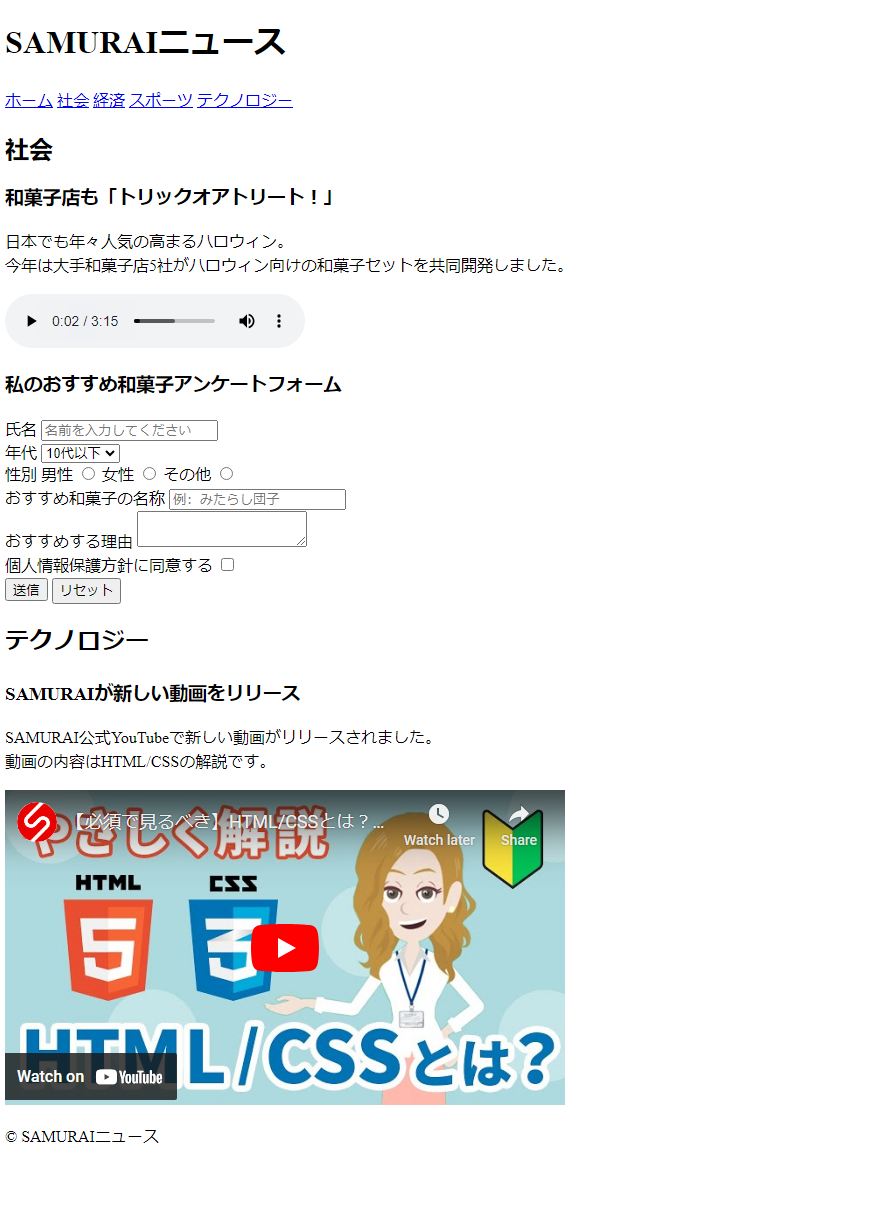 SAMURAIニュース
ホーム 社会 経済 スポーツ テクノロジー
社会
和菓子店も「トリックオアトリート！」
日本でも年々人気の高まるハロウィン。
今年は大手和菓子店5社がハロウィン向けの和菓子セットを共同開発しました。
0:02 / 3:15
私のおすすめ和菓子アンケートフォーム
氏名 名前を入力してください
年代 10代以下
性別 男性 女性 その他
おすすめ和菓子の名称 例：みたらし団子
おすすめする理由
個人情報保護方針に同意する
送信 リセット
テクノロジー
SAMURAIが新しい動画をリリース
SAMURAI公式YouTubeで新しい動画がリリースされました。
動画の内容はHTML/CSSの解説です。
【必須で見るべき】HTML/CSSとは？...
Watch later Share
やさしく解説
HTML CSS
5 3
HTML/CSSとは?
Watch on YouTube
© SAMURAIニュース